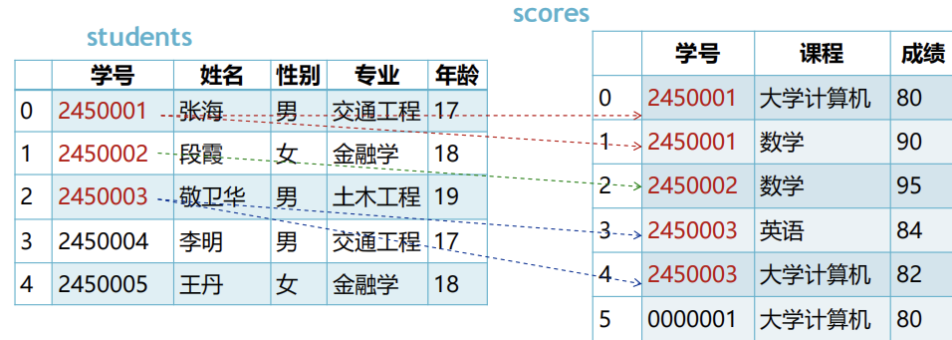 students
学号 姓名 性别 专业 年龄
0 2450001 张海 男 交通工程 17
1 2450002 段霞 女 金融学 18
2 2450003 敬卫华 男 土木工程 19
3 2450004 李明 男 交通工程 17
4 2450005 王丹 女 金融学 18
scores
学号 课程 成绩
0 2450001 大学计算机 80
1 2450001 数学 90
2 2450002 数学 95
3 2450003 英语 84
4 2450003 大学计算机 82
5 0000001 大学计算机 80